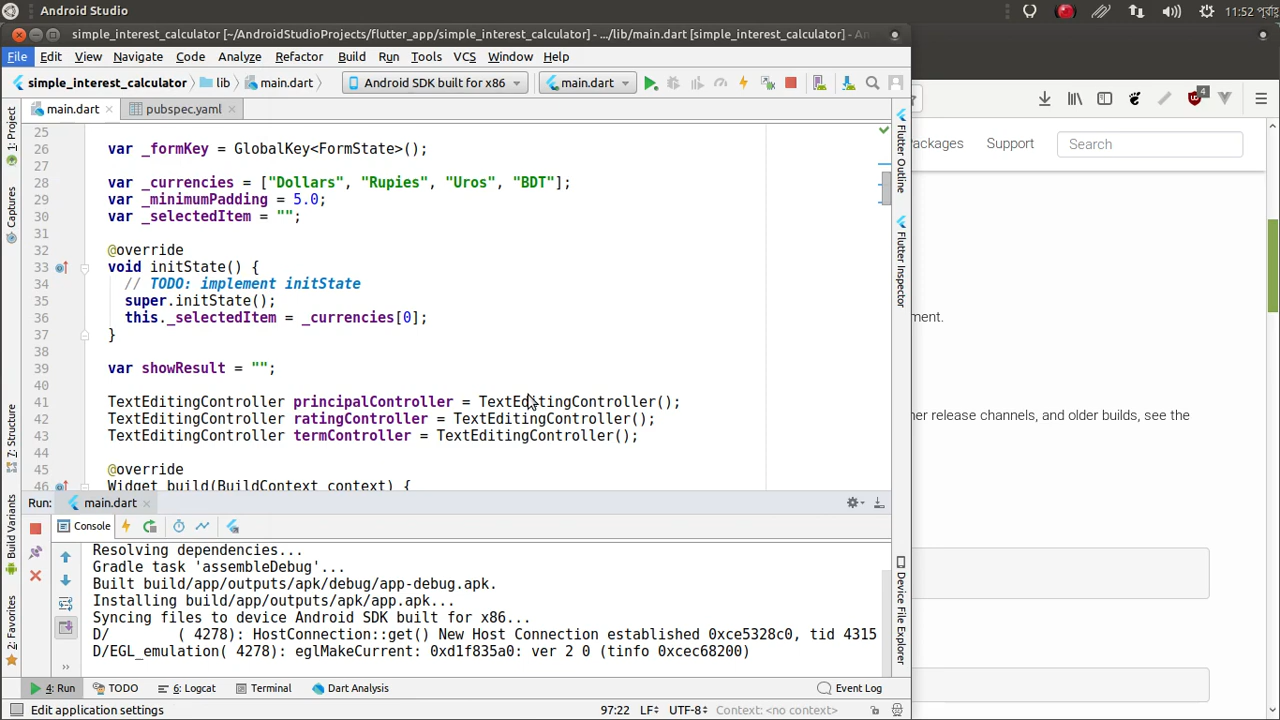 Android Studio
11:52
simple_interest_calculator [~/AndroidStudioProjects/flutter_app/simple_interest_calculator] - .../lib/main.dart [simple_interest_calculator] - An
File Edit View Navigate Code Analyze Refactor Build Run Tools VCS Window Help
simple_interest_calculator lib main.dart Android SDK built for x86 main.dart
4
main.dart pubspec.yaml
Packages Support Search
1: Project
Captures
7: Structure
Build Variants
2: Favorites
Flutter Outline
Flutter Inspector
Device File Explorer
25
26 var _formKey = GlobalKey<FormState>();
27
28 var _currencies = ["Dollars", "Rupies", "Uros", "BDT"];
29 var _minimumPadding = 5.0;
30 var _selectedItem = "";
31
32 @override
33 void initState() {
34 // TODO: implement initState
35 super.initState();
36 this._selectedItem = _currencies[0];
37 }
38
39 var showResult = "";
40
41 TextEditingController principalController = TextEditingController();
42 TextEditingController ratingController = TextEditingController();
43 TextEditingController termController = TextEditingController();
44
45 @override
46 Widget build(BuildContext context) {
ment.
her release channels, and older builds, see the
Run: main.dart
Console
Resolving dependencies...
Gradle task 'assembleDebug'...
Built build/app/outputs/apk/debug/app-debug.apk.
Installing build/app/outputs/apk/app.apk...
Syncing files to device Android SDK built for x86...
D/ ( 4278): HostConnection::get() New Host Connection established 0xce5328c0, tid 4315
D/EGL_emulation( 4278): eglMakeCurrent: 0xd1f835a0: ver 2 0 (tinfo 0xcec68200)
4: Run TODO 6: Logcat Terminal Dart Analysis Event Log
Edit application settings 97:22 LF÷ UTF-8÷ Context: <no context>